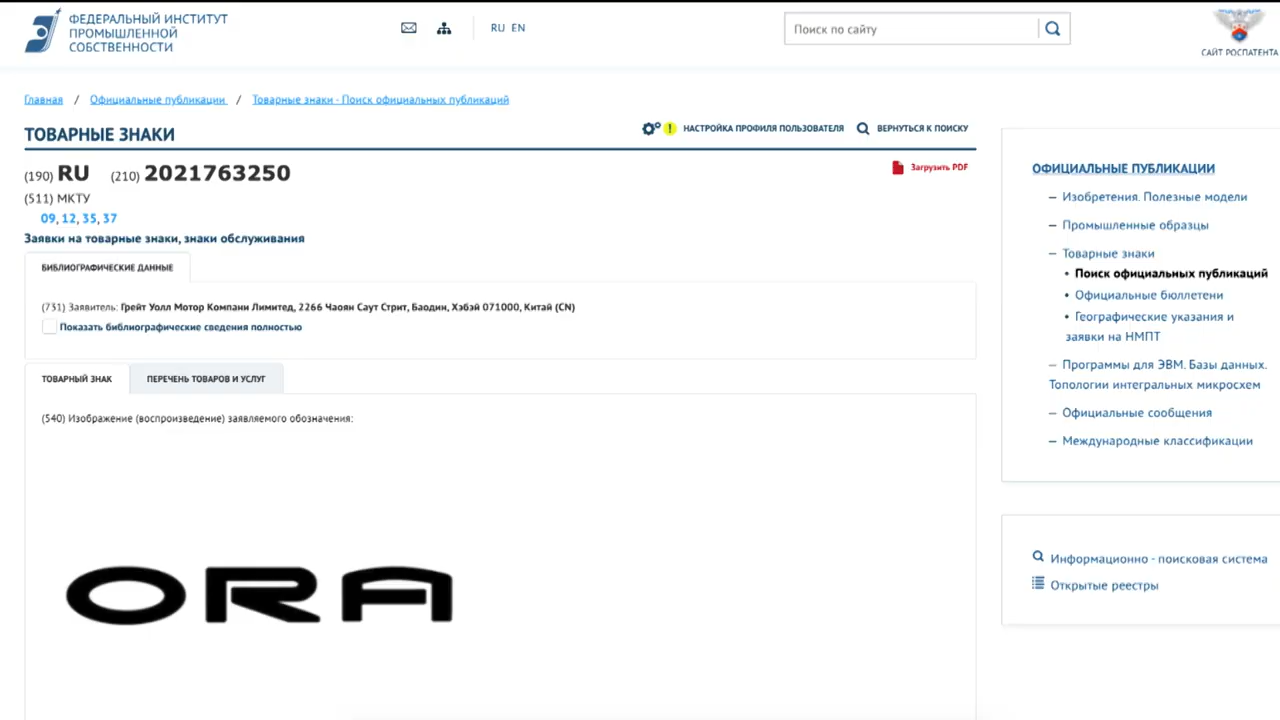 ФЕДЕРАЛЬНЫЙ ИНСТИТУТ
ПРОМЫШЛЕННОЙ
СОБСТВЕННОСТИ
RU EN
Поиск по сайту
САЙТ РОСПАТЕНТА
Главная / Официальные публикации / Товарные знаки - Поиск официальных публикаций
ТОВАРНЫЕ ЗНАКИ
! НАСТРОЙКА ПРОФИЛЯ ПОЛЬЗОВАТЕЛЯ ВЕРНУТЬСЯ К ПОИСКУ
(190) RU (210) 2021763250
Загрузить PDF
(511) МКТУ
09, 12, 35, 37
Заявки на товарные знаки, знаки обслуживания
БИБЛИОГРАФИЧЕСКИЕ ДАННЫЕ
(731) Заявитель: Грейт Уолл Мотор Компани Лимитед, 2266 Чаоян Саут Стрит, Баодин, Хэбэй 071000, Китай (CN)
Показать библиографические сведения полностью
ТОВАРНЫЙ ЗНАК ПЕРЕЧЕНЬ ТОВАРОВ И УСЛУГ
(540) Изображение (воспроизведение) заявляемого обозначения:
ORA
ОФИЦИАЛЬНЫЕ ПУБЛИКАЦИИ
— Изобретения. Полезные модели
— Промышленные образцы
— Товарные знаки
• Поиск официальных публикаций
• Официальные бюллетени
• Географические указания и
заявки на НМПТ
— Программы для ЭВМ. Базы данных.
Топологии интегральных микросхем
— Официальные сообщения
— Международные классификации
Информационно - поисковая система
Открытые реестры